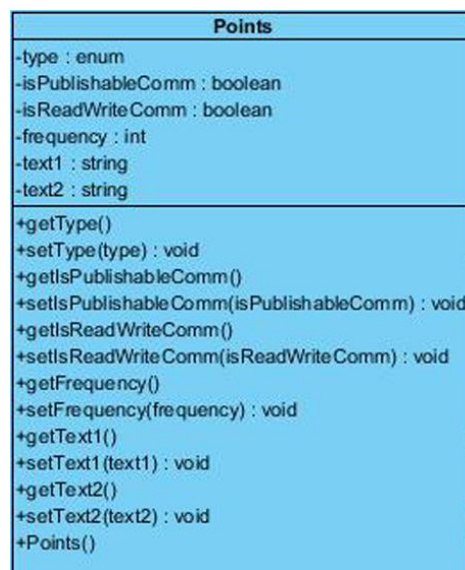 Points
-type : enum
-isPublishableComm : boolean
-isReadWriteComm : boolean
-frequency : int
-text1 : string
-text2 : string
+getType()
+setType(type) : void
+getIsPublishableComm()
+setIsPublishableComm(isPublishableComm) : void
+getIsReadWriteComm()
+setIsReadWriteComm(isReadWriteComm) : void
+getFrequency()
+setFrequency(frequency) : void
+getText1()
+setText1(text1) : void
+getText2()
+setText2(text2) : void
+Points()